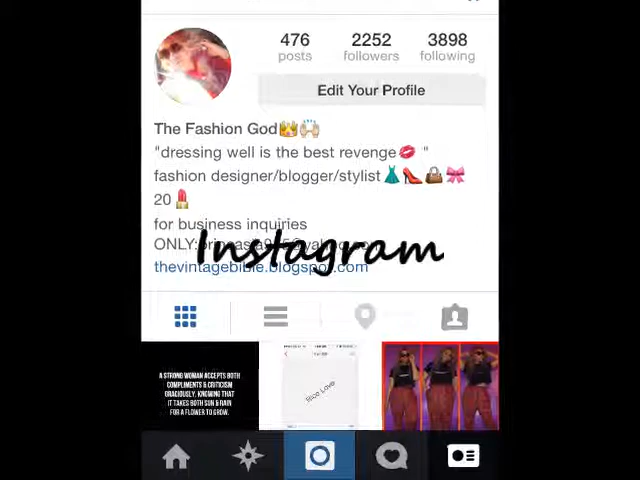 476 2252 3898
posts followers following
Edit Your Profile
The Fashion God👑🙌
"dressing well is the best revenge💋 "
fashion designer/blogger/stylist👗👠👜🎀
20💄
for business inquiries
ONLY:
Instagram
thevintagebible.blogspot.com
A STRONG WOMAN ACCEPTS BOTH
COMPLIMENTS & CRITICISM
GRACIOUSLY, KNOWING THAT
IT TAKES BOTH SUN & RAIN
FOR A FLOWER TO GROW.